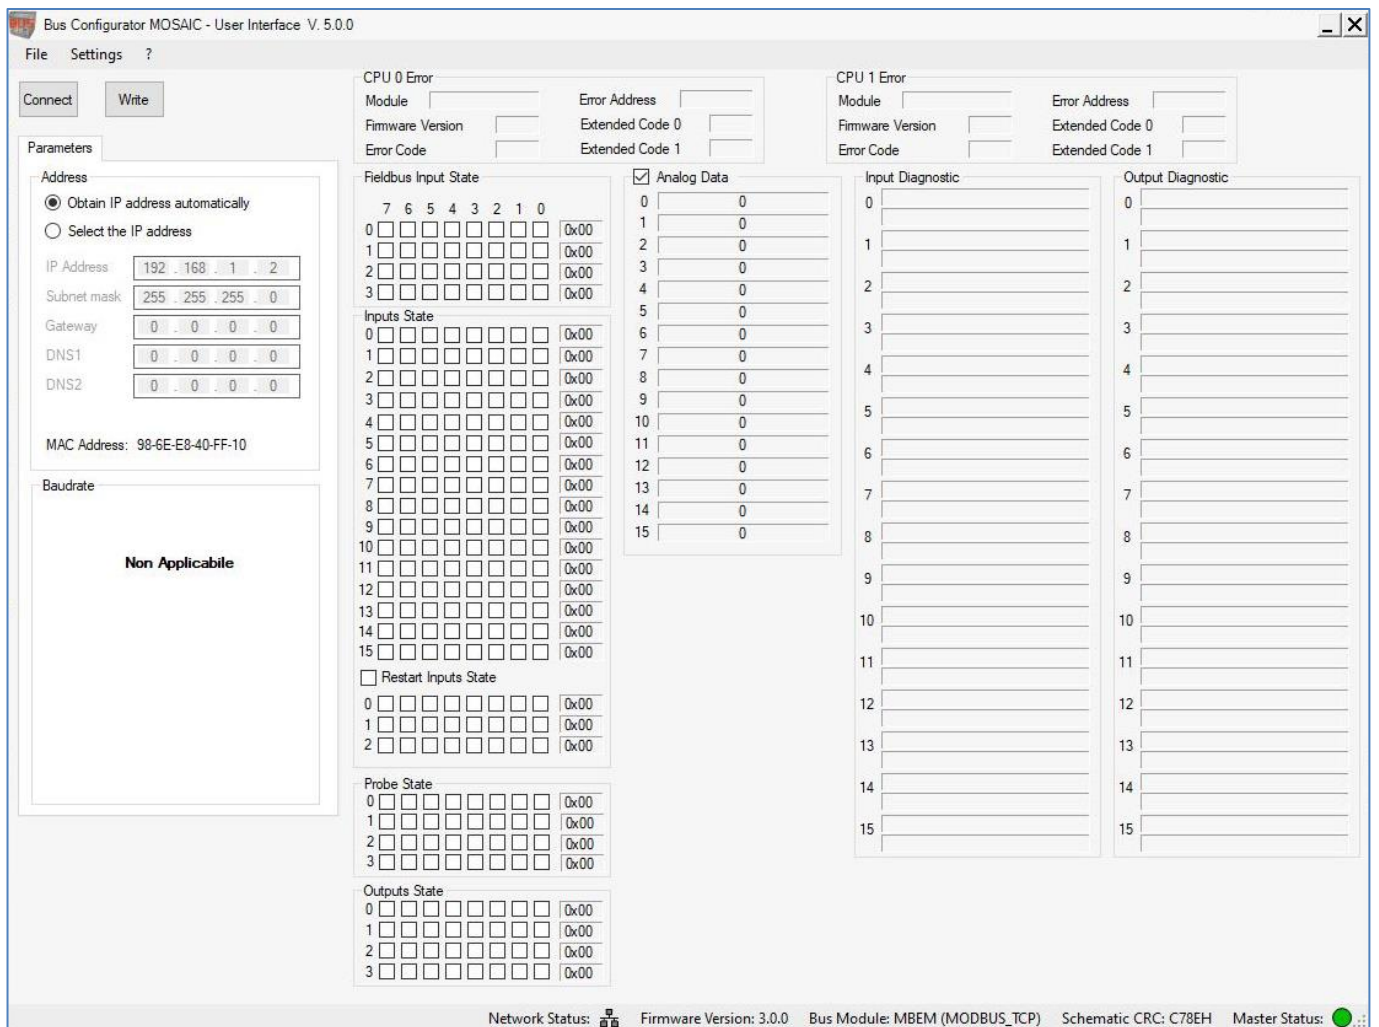 Bus Configurator MOSAIC - User Interface V. 5.0.0
File Settings ?
Connect Write
Parameters
Address
Obtain IP address automatically
Select the IP address
IP Address 192 . 168 . 1 . 2
Subnet mask 255 . 255 . 255 . 0
Gateway 0 . 0 . 0 . 0
DNS1 0 . 0 . 0 . 0
DNS2 0 . 0 . 0 . 0
MAC Address: 98-6E-E8-40-FF-10
Baudrate
Non Applicabile
CPU 0 Error
Module Error Address
Firmware Version Extended Code 0
Error Code Extended Code 1
CPU 1 Error
Module Error Address
Firmware Version Extended Code 0
Error Code Extended Code 1
Fieldbus Input State
7 6 5 4 3 2 1 0
0 0x00
1 0x00
2 0x00
3 0x00
Inputs State
0 0x00
1 0x00
2 0x00
3 0x00
4 0x00
5 0x00
6 0x00
7 0x00
8 0x00
9 0x00
10 0x00
11 0x00
12 0x00
13 0x00
14 0x00
15 0x00
Restart Inputs State
0 0x00
1 0x00
2 0x00
Probe State
0 0x00
1 0x00
2 0x00
3 0x00
Outputs State
0 0x00
1 0x00
2 0x00
3 0x00
Analog Data
0 0
1 0
2 0
3 0
4 0
5 0
6 0
7 0
8 0
9 0
10 0
11 0
12 0
13 0
14 0
15 0
Input Diagnostic
0
1
2
3
4
5
6
7
8
9
10
11
12
13
14
15
Output Diagnostic
0
1
2
3
4
5
6
7
8
9
10
11
12
13
14
15
Network Status: Firmware Version: 3.0.0 Bus Module: MBEM (MODBUS_TCP) Schematic CRC: C78EH Master Status: